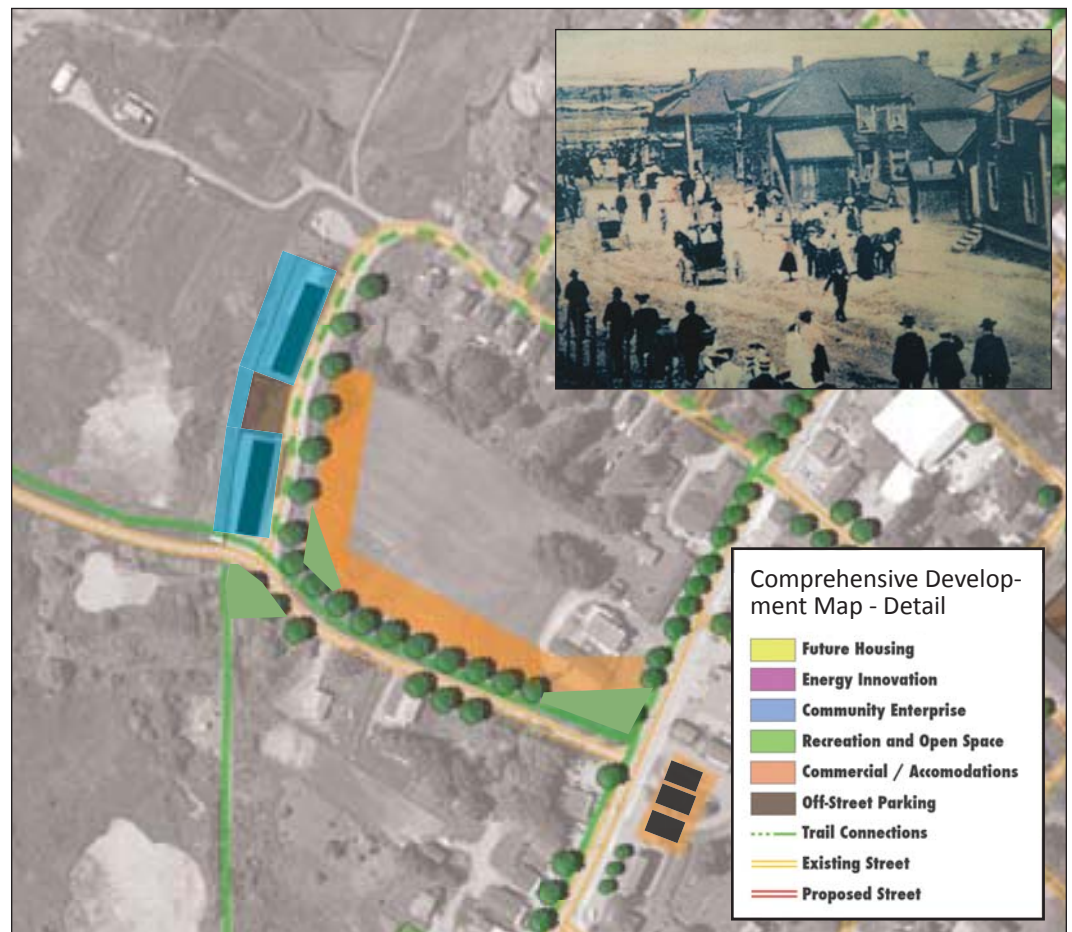 Comprehensive Develop-
ment Map - Detail
Future Housing
Energy Innovation
Community Enterprise
Recreation and Open Space
Commercial / Accomodations
Off-Street Parking
Trail Connections
Existing Street
Proposed Street